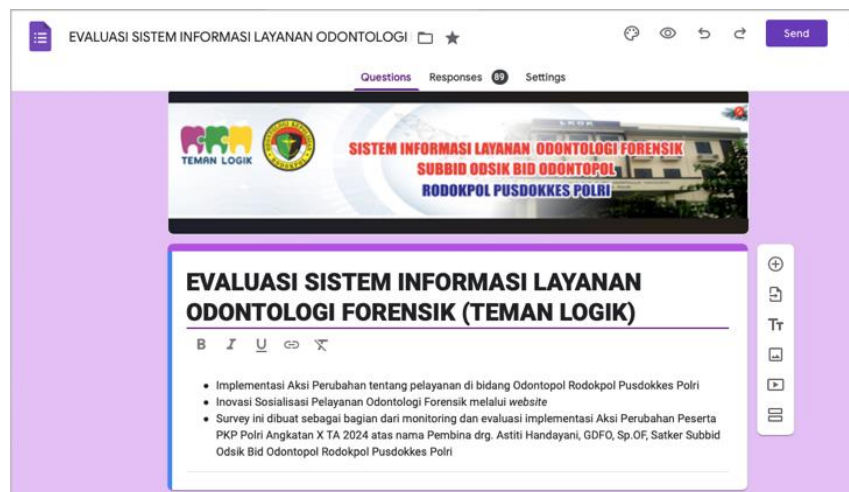 EVALUASI SISTEM INFORMASI LAYANAN ODONTOLOGI
Send
Questions Responses 89 Settings
TEMAN LOGIK
SISTEM INFORMASI LAYANAN ODONTOLOGI FORENSIK
SUBBID ODSIK BID ODONTOPOL
RODOKPOL PUSDOKKES POLRI
EVALUASI SISTEM INFORMASI LAYANAN
ODONTOLOGI FORENSIK (TEMAN LOGIK)
B I U
• Implementasi Aksi Perubahan tentang pelayanan di bidang Odontopol Rodokpol Pusdokkes Polri
• Inovasi Sosialisasi Pelayanan Odontologi Forensik melalui website
• Survey ini dibuat sebagai bagian dari monitoring dan evaluasi implementasi Aksi Perubahan Peserta
PKP Polri Angkatan X TA 2024 atas nama Pembina drg. Astiti Handayani, GDFO, Sp.OF, Satker Subbid
Odsik Bid Odontopol Rodokpol Pusdokkes Polri
Tт